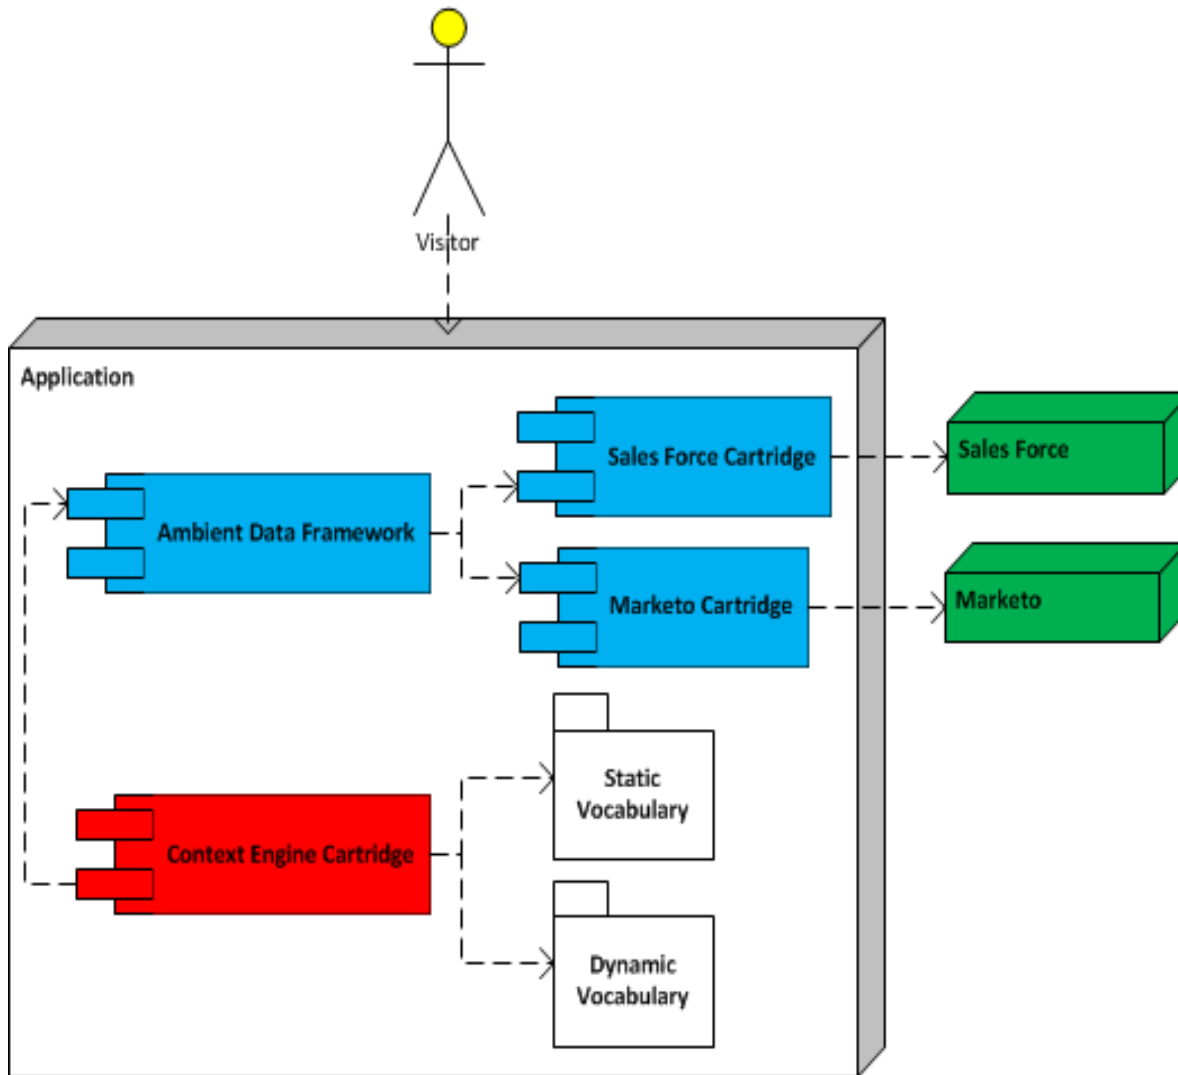 Visitor
Application
Sales Force Cartridge
Sales Force
Ambient Data Framework
Marketo Cartridge
Marketo
Static
Vocabulary
Context Engine Cartridge
Dynamic
Vocabulary